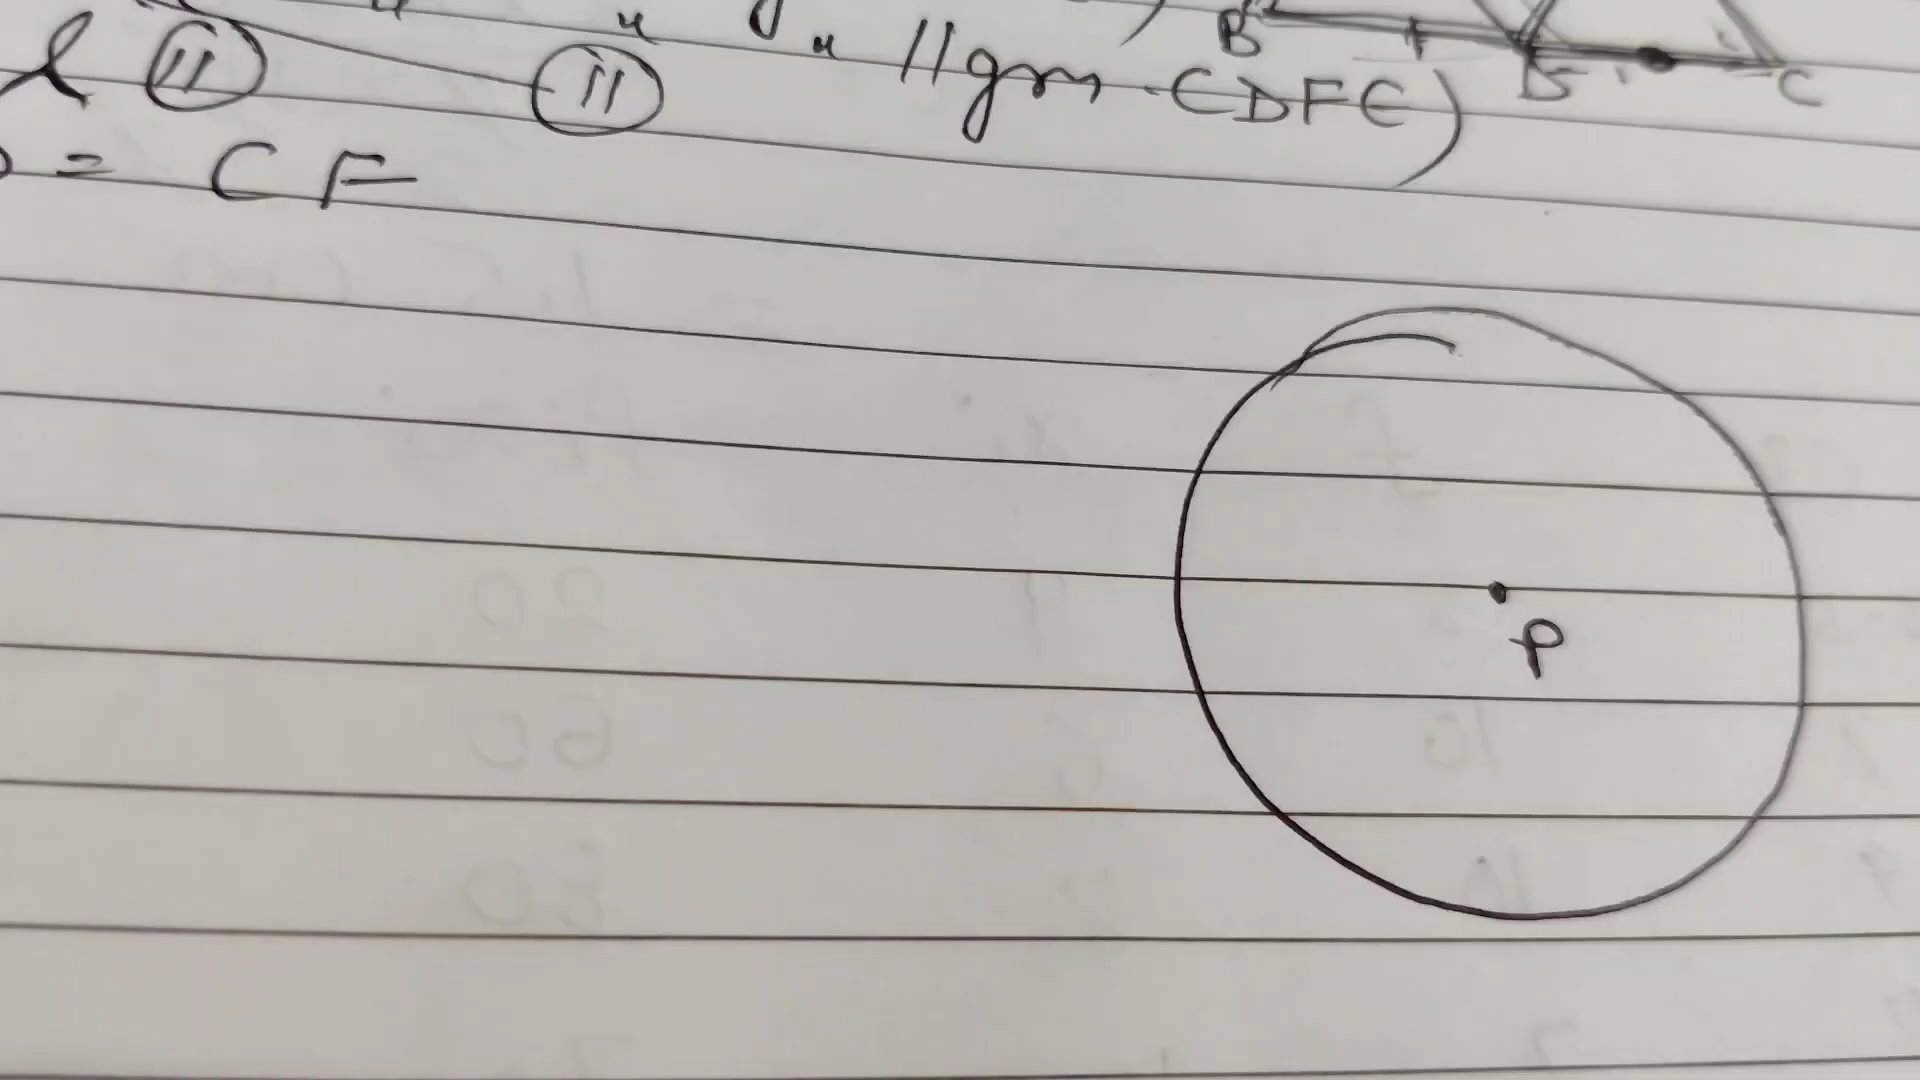 B D C
" " " ||gm CDFE)
l (ii) (ii)
= CF
P